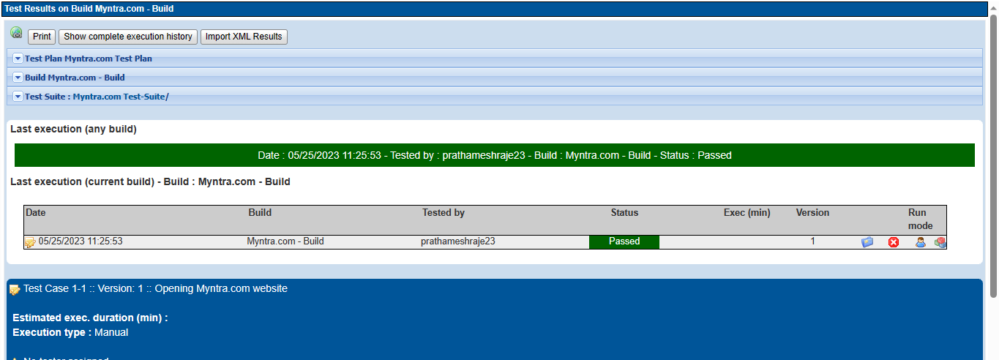 Test Results on Build Myntra.com - Build
Print Show complete execution history Import XML Results
Test Plan Myntra.com Test Plan
Build Myntra.com - Build
Test Suite : Myntra.com Test-Suite/
Last execution (any build)
Date : 05/25/2023 11:25:53 - Tested by : prathameshraje23 - Build : Myntra.com - Build - Status : Passed
Last execution (current build) - Build : Myntra.com - Build
Date Build Tested by Status Exec (min) Version Run mode
05/25/2023 11:25:53 Myntra.com - Build prathameshraje23 Passed 1
Test Case 1-1 :: Version: 1 :: Opening Myntra.com website
Estimated exec. duration (min) :
Execution type : Manual
No tester assigned